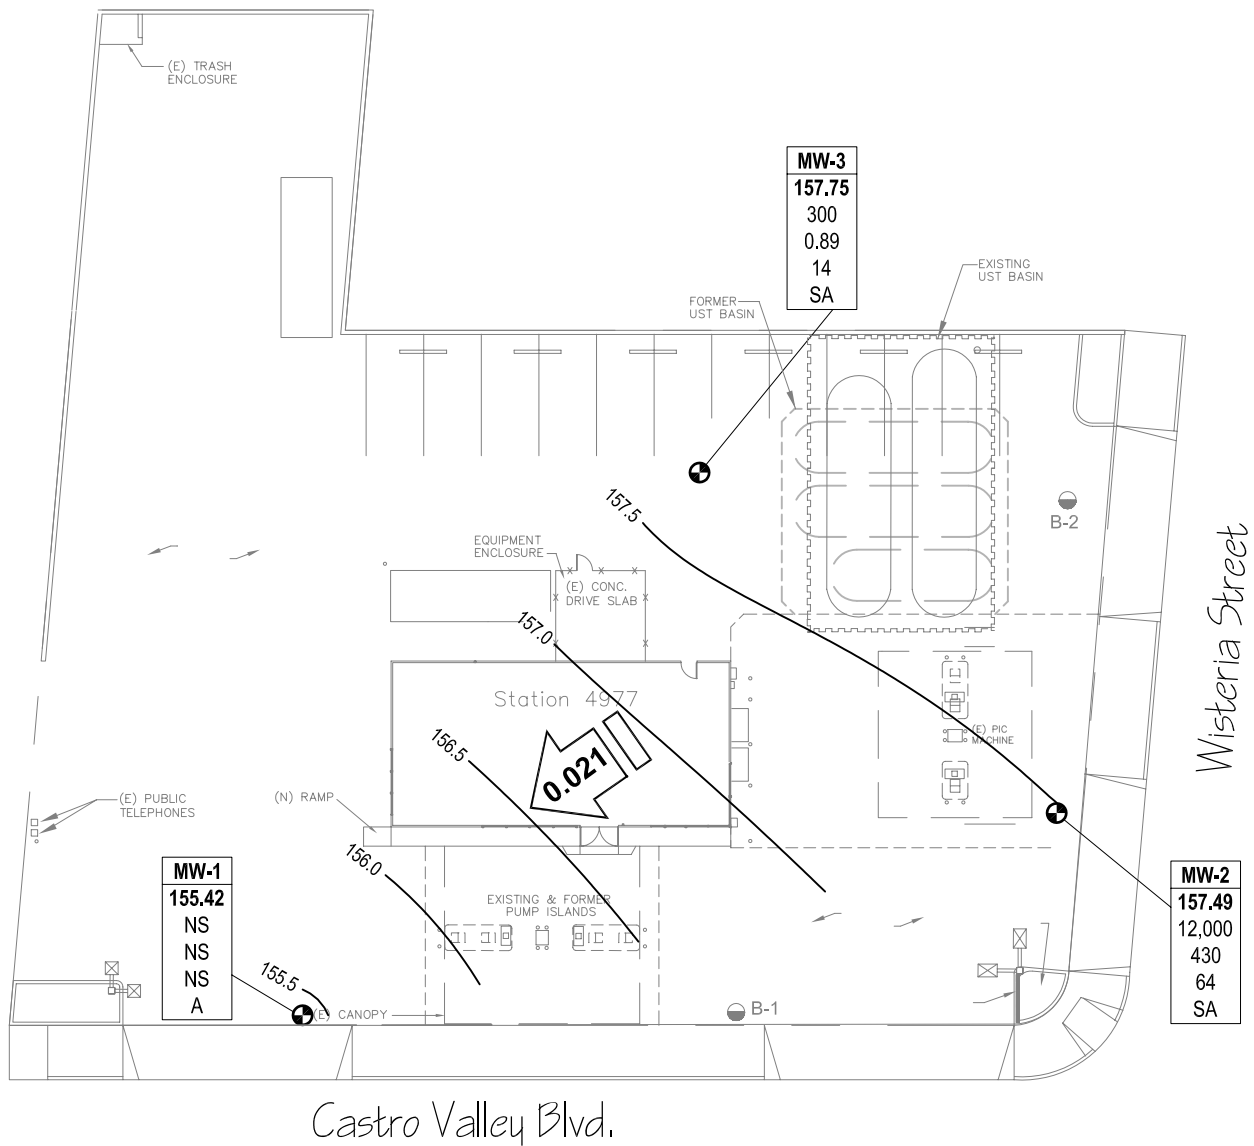 (E) TRASH
ENCLOSURE
MW-3
157.75
300
0.89
14
SA
EXISTING
UST BASIN
FORMER
UST BASIN
157.5
B-2
EQUIPMENT
ENCLOSURE
(E) CONC.
DRIVE SLAB
157.0
Wisteria Street
Station 4977
156.5
0.021
(E) PIC
MACHINE
(E) PUBLIC
TELEPHONES
(N) RAMP
156.0
MW-1
155.42
NS
NS
NS
A
EXISTING & FORMER
PUMP ISLANDS
MW-2
157.49
12,000
430
64
SA
155.5
(E) CANOPY
B-1
Castro Valley Blvd.